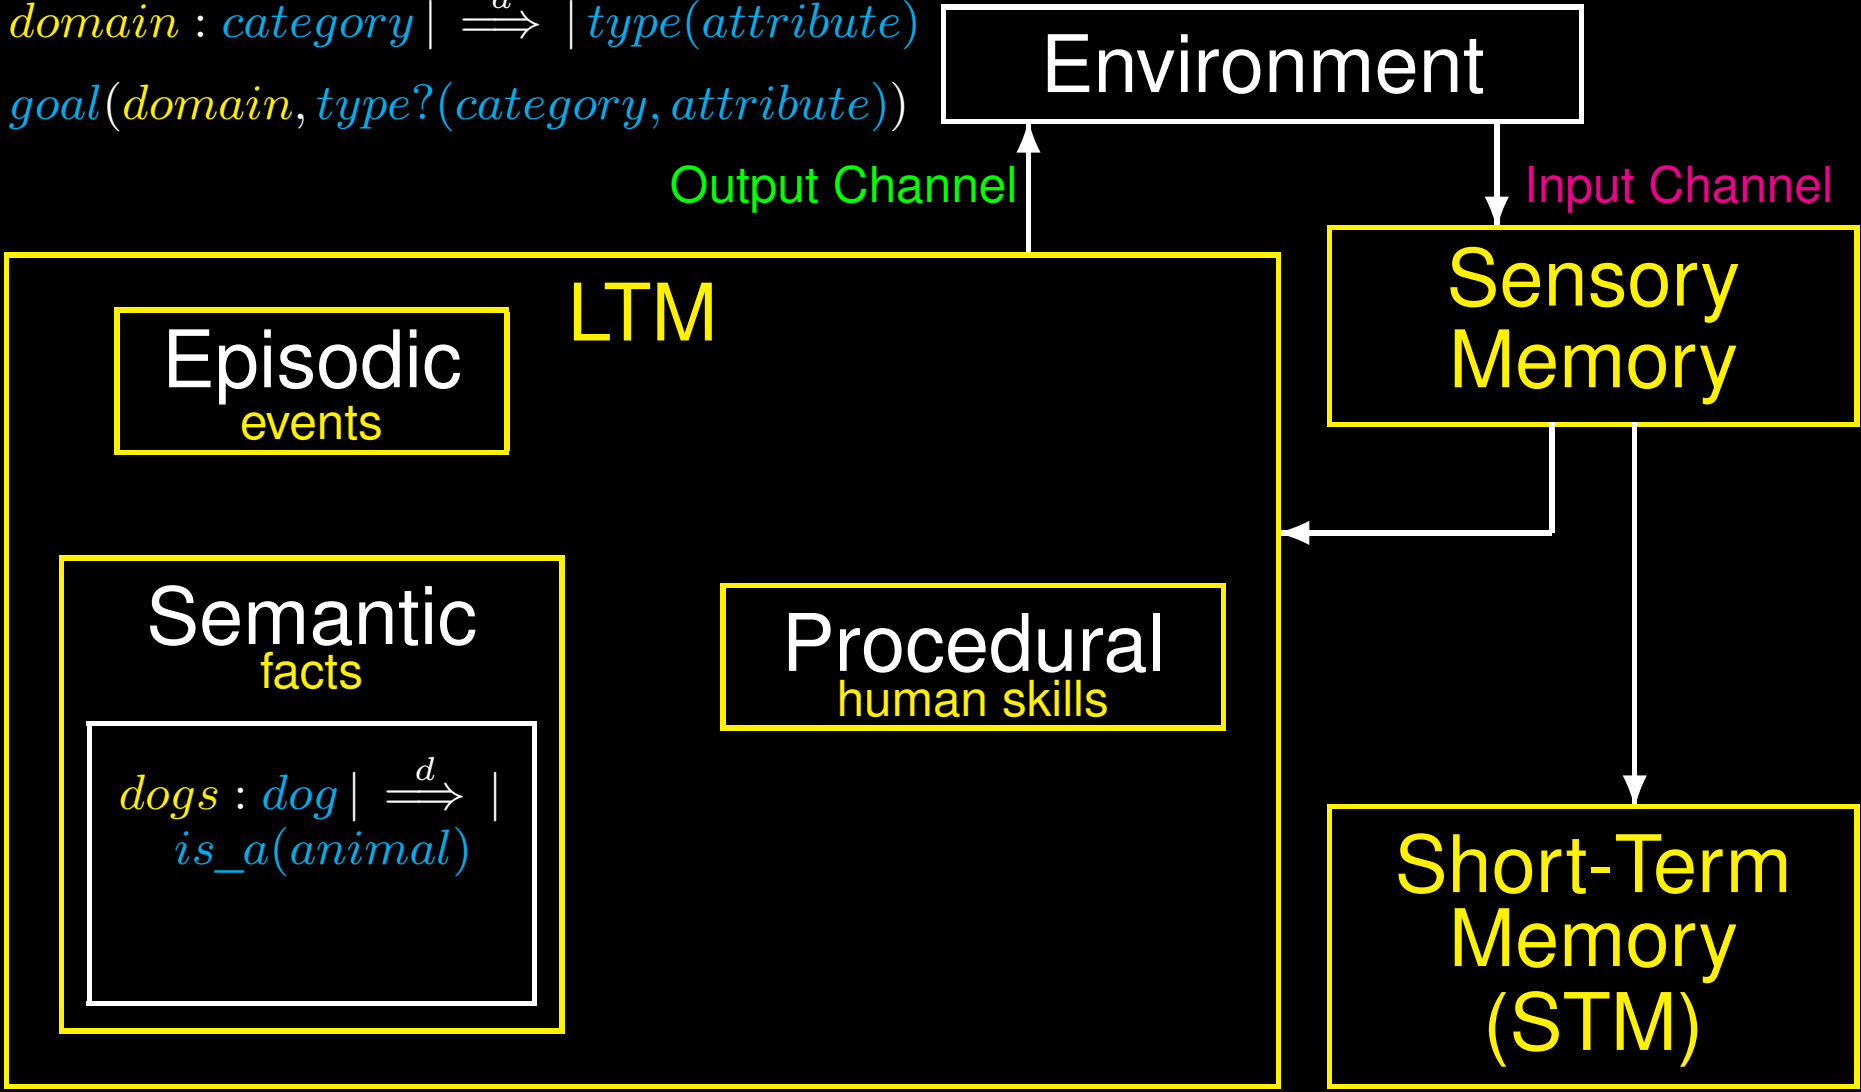 domain : category | ⟹ | type(attribute)
goal(domain, type?(category, attribute))
Environment
Output Channel
Input Channel
LTM
Sensory
Memory
Episodic
events
Semantic
facts
Procedural
human skills
dogs : dog | d⟹ |
is_a(animal)
Short-Term
Memory
(STM)